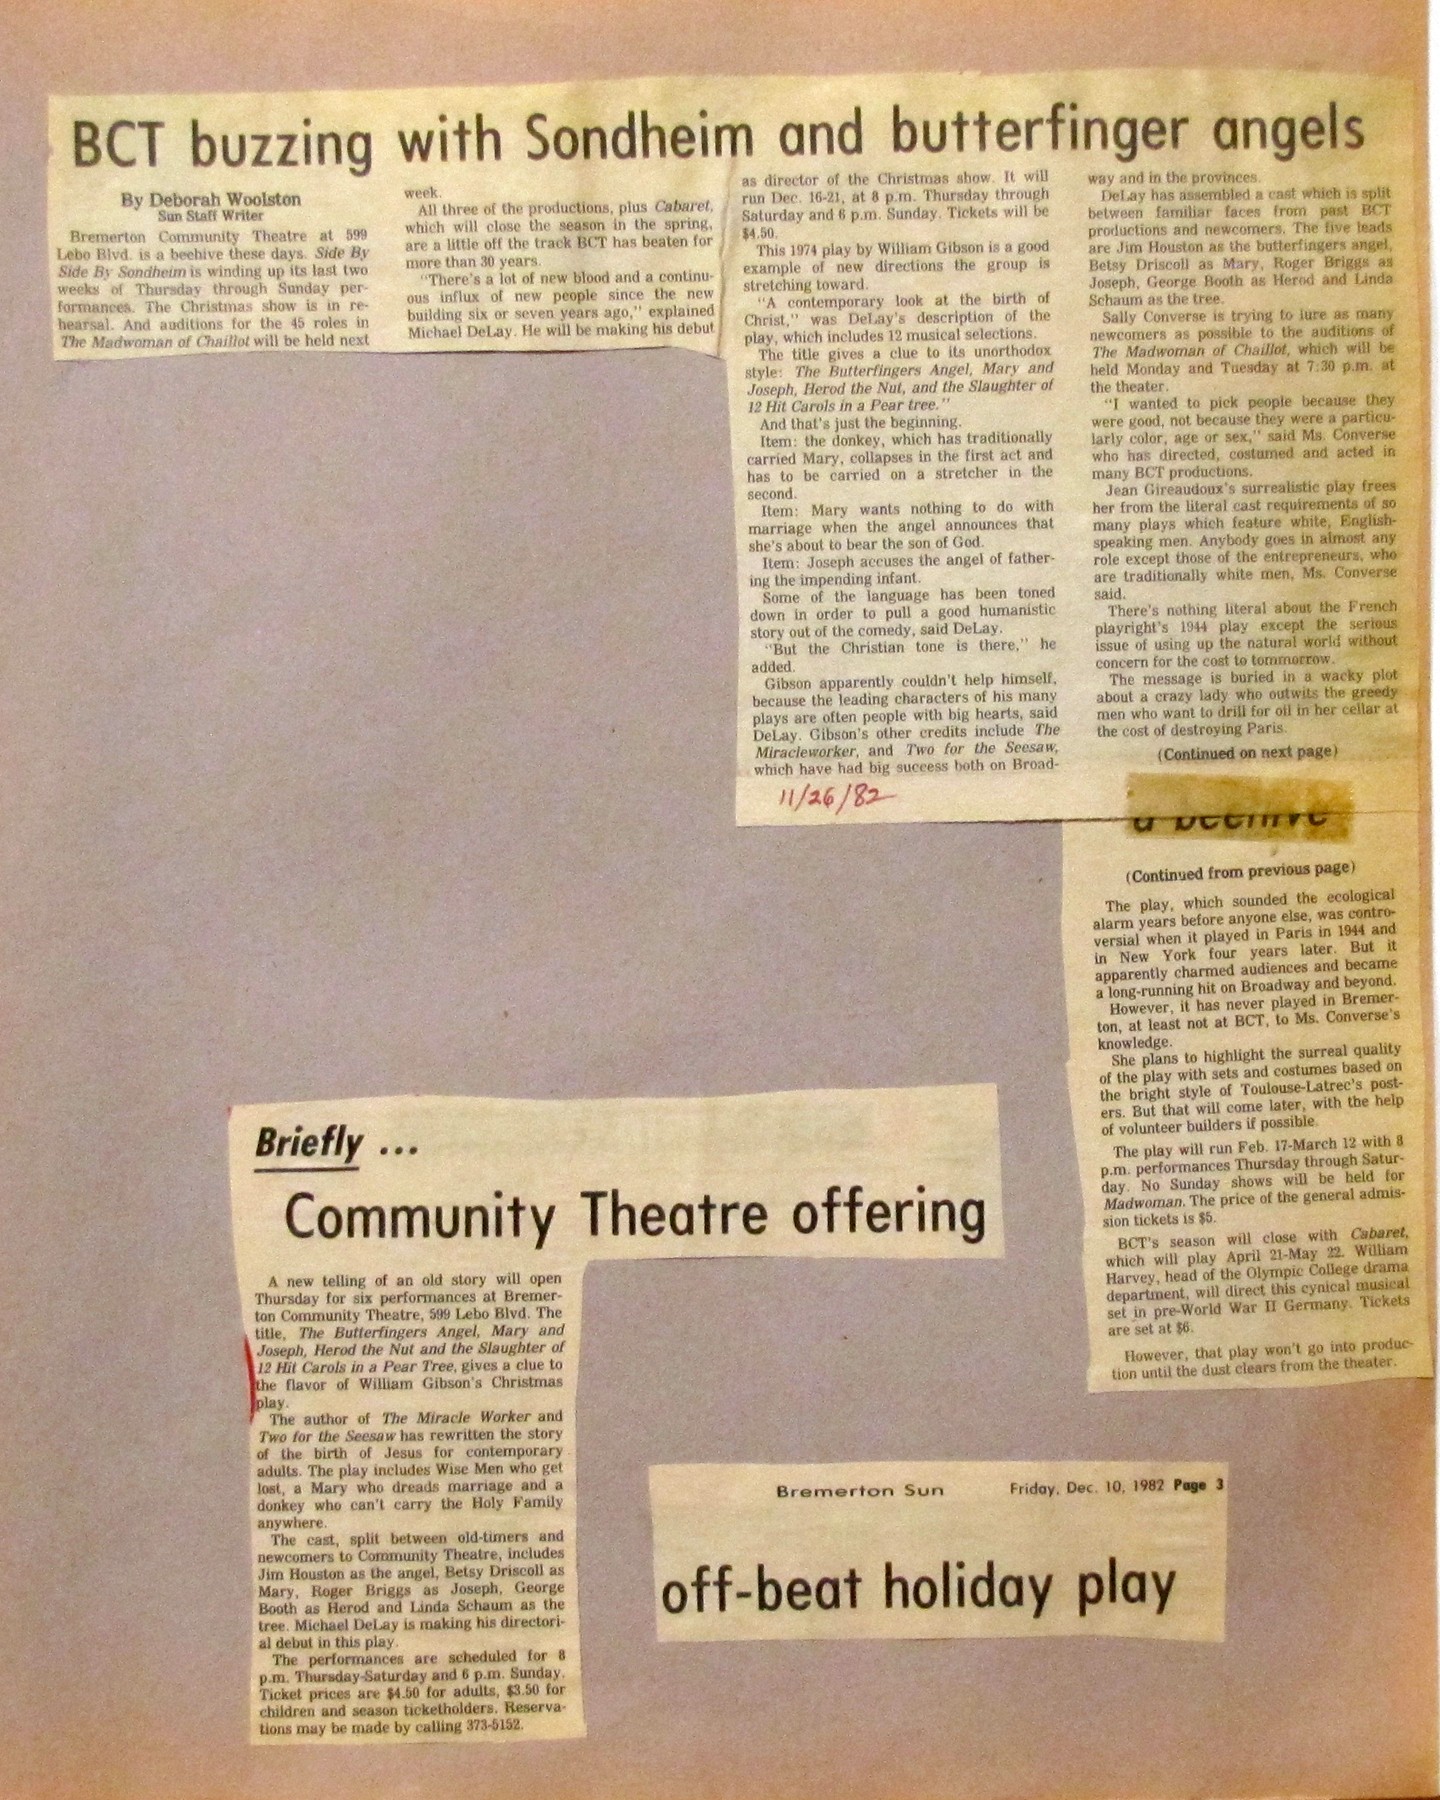 BCT buzzing with Sondheim and butterfinger angels
By Deborah Woolston
Sun Staff Writer
Bremerton Community Theatre at 599
Lebo Blvd. is a beehive these days. Side By
Side By Sondheim is winding up its last two
weeks of Thursday through Sunday per-
formances. The Christmas show is in re-
hearsal. And auditions for the 45 roles in
The Madwoman of Chaillot will be held next
week.
All three of the productions, plus Cabaret,
which will close the season in the spring,
are a little off the track BCT has beaten for
more than 30 years.
"There's a lot of new blood and a continu-
ous influx of new people since the new
building six or seven years ago," explained
Michael DeLay. He will be making his debut
as director of the Christmas show. It will
run Dec. 16-21, at 8 p.m. Thursday through
Saturday and 6 p.m. Sunday. Tickets will be
$4.50.
This 1974 play by William Gibson is a good
example of new directions the group is
stretching toward.
"A contemporary look at the birth of
Christ," was DeLay's description of the
play, which includes 12 musical selections.
The title gives a clue to its unorthodox
style: The Butterfingers Angel, Mary and
Joseph, Herod the Nut, and the Slaughter of
12 Hit Carols in a Pear tree."
And that's just the beginning.
Item: the donkey, which has traditionally
carried Mary, collapses in the first act and
has to be carried on a stretcher in the
second.
Item: Mary wants nothing to do with
marriage when the angel announces that
she's about to bear the son of God.
Item: Joseph accuses the angel of father-
ing the impending infant.
Some of the language has been toned
down in order to pull a good humanistic
story out of the comedy, said DeLay.
"But the Christian tone is there," he
added.
Gibson apparently couldn't help himself,
because the leading characters of his many
plays are often people with big hearts, said
DeLay. Gibson's other credits include The
Miracleworker, and Two for the Seesaw,
which have had big success both on Broad-
11/26/82
way and in the provinces.
DeLay has assembled a cast which is split
between familiar faces from past BCT
productions and newcomers. The five leads
are Jim Houston as the butterfingers angel,
Betsy Driscoll as Mary, Roger Briggs as
Joseph, George Booth as Herod and Linda
Schaum as the tree.
Sally Converse is trying to lure as many
newcomers as possible to the auditions of
The Madwoman of Chaillot, which will be
held Monday and Tuesday at 7:30 p.m. at
the theater.
"I wanted to pick people because they
were good, not because they were a particu-
larly color, age or sex," said Ms. Converse
who has directed, costumed and acted in
many BCT productions.
Jean Gireaudoux's surrealistic play frees
her from the literal cast requirements of so
many plays which feature white, English-
speaking men. Anybody goes in almost any
role except those of the entrepreneurs, who
are traditionally white men, Ms. Converse
said.
There's nothing literal about the French
playright's 1944 play except the serious
issue of using up the natural world without
concern for the cost to tommorrow.
The message is buried in a wacky plot
about a crazy lady who outwits the greedy
men who want to drill for oil in her cellar at
the cost of destroying Paris.
(Continued on next page)
a beehive
(Continued from previous page)
The play, which sounded the ecological
alarm years before anyone else, was contro-
versial when it played in Paris in 1944 and
in New York four years later. But it
apparently charmed audiences and became
a long-running hit on Broadway and beyond.
However, it has never played in Bremer-
ton, at least not at BCT, to Ms. Converse's
knowledge.
She plans to highlight the surreal quality
of the play with sets and costumes based on
the bright style of Toulouse-Latrec's post-
ers. But that will come later, with the help
of volunteer builders if possible.
The play will run Feb. 17-March 12 with 8
p.m. performances Thursday through Satur-
day. No Sunday shows will be held for
Madwoman. The price of the general admis-
sion tickets is $5.
BCT's season will close with Cabaret,
which will play April 21-May 22. William
Harvey, head of the Olympic College drama
department, will direct this cynical musical
set in pre-World War II Germany. Tickets
are set at $6.
However, that play won't go into produc-
tion until the dust clears from the theater.
Briefly ...
Community Theatre offering
A new telling of an old story will open
Thursday for six performances at Bremer-
ton Community Theatre, 599 Lebo Blvd. The
title, The Butterfingers Angel, Mary and
Joseph, Herod the Nut and the Slaughter of
12 Hit Carols in a Pear Tree, gives a clue to
the flavor of William Gibson's Christmas
play.
The author of The Miracle Worker and
Two for the Seesaw has rewritten the story
of the birth of Jesus for contemporary
adults. The play includes Wise Men who get
lost, a Mary who dreads marriage and a
donkey who can't carry the Holy Family
anywhere.
The cast, split between old-timers and
newcomers to Community Theatre, includes
Jim Houston as the angel, Betsy Driscoll as
Mary, Roger Briggs as Joseph, George
Booth as Herod and Linda Schaum as the
tree. Michael DeLay is making his directori-
al debut in this play.
The performances are scheduled for 8
p.m. Thursday-Saturday and 6 p.m. Sunday.
Ticket prices are $4.50 for adults, $3.50 for
children and season ticketholders. Reserva-
tions may be made by calling 373-5152.
Bremerton Sun Friday, Dec. 10, 1982 Page 3
off-beat holiday play